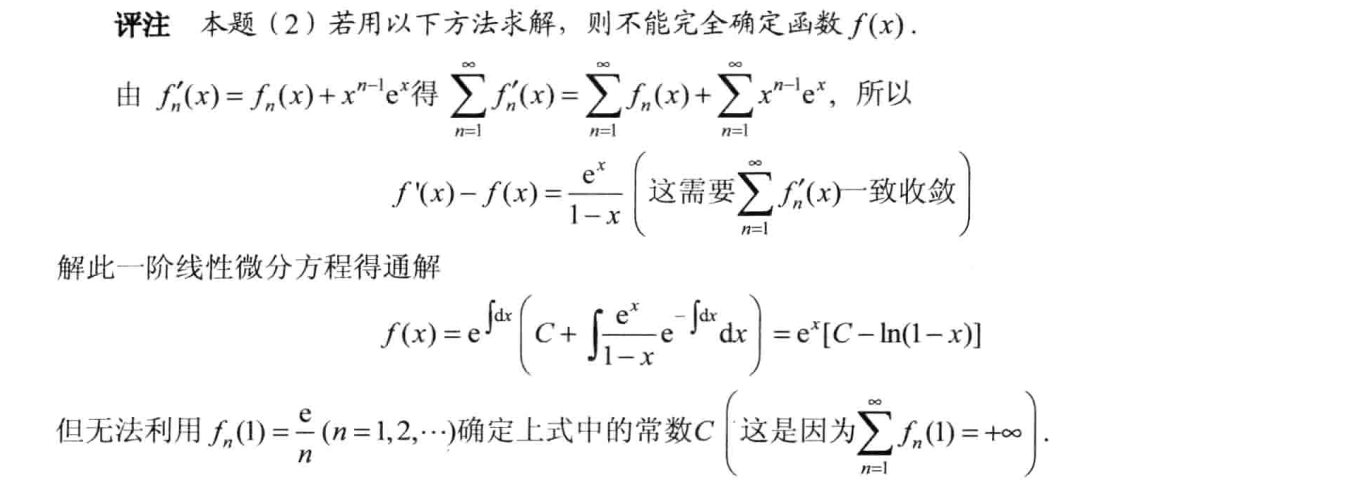 评注 本题（2）若用以下方法求解，则不能完全确定函数 $f(x)$.
由 $f_n'(x)=f_n(x)+x^{n-1}\mathrm{e}^x$得 $\sum_{n=1}^{\infty}f_n'(x)=\sum_{n=1}^{\infty}f_n(x)+\sum_{n=1}^{\infty}x^{n-1}\mathrm{e}^x$，所以
$f'(x)-f(x)=\frac{\mathrm{e}^x}{1-x}\left(这需要\sum_{n=1}^{\infty}f_n'(x)一致收敛\right)$
解此一阶线性微分方程得通解
$f(x)=\mathrm{e}^{\int \mathrm{d}x}\left(C+\int\frac{\mathrm{e}^x}{1-x}\mathrm{e}^{-\int \mathrm{d}x}\mathrm{d}x\right)=\mathrm{e}^x[C-\ln(1-x)]$
但无法利用 $f_n(1)=\frac{\mathrm{e}}{n}(n=1,2,\cdots)$确定上式中的常数$C\left(这是因为\sum_{n=1}^{\infty}f_n(1)=+\infty\right)$.